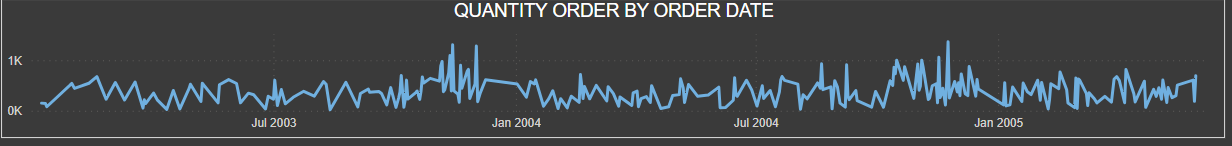 QUANTITY ORDER BY ORDER DATE
1K
0K
Jul 2003 Jan 2004 Jul 2004 Jan 2005